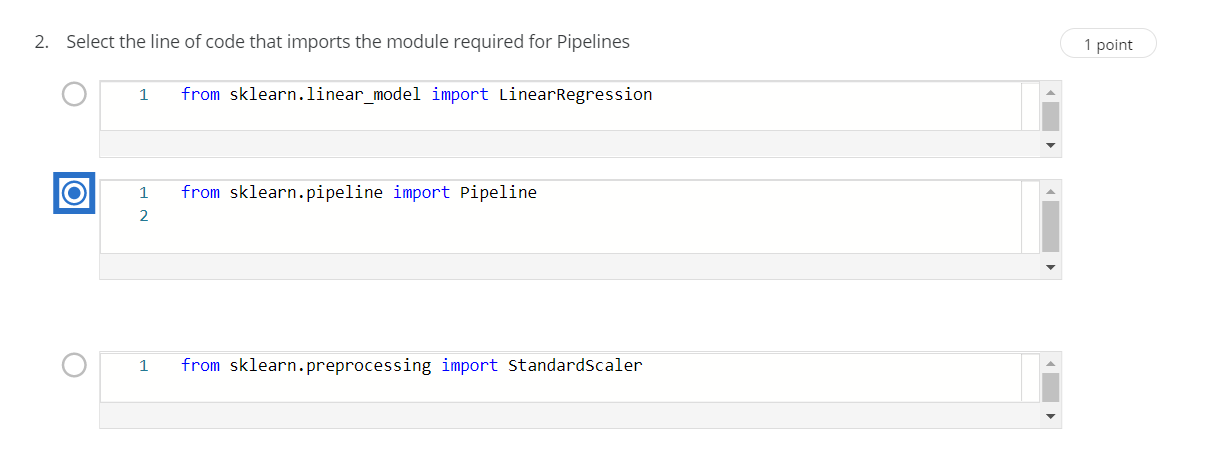 2. Select the line of code that imports the module required for Pipelines
1 point
1 from sklearn.linear_model import LinearRegression
1 from sklearn.pipeline import Pipeline
2
1 from sklearn.preprocessing import StandardScaler